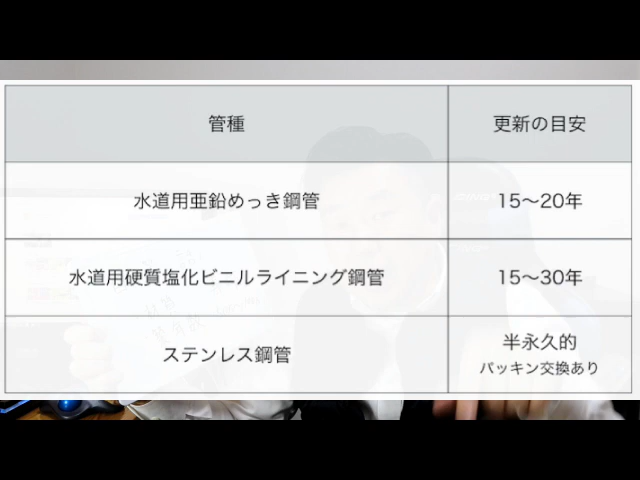 管種
更新の目安
水道用亜鉛めっき鋼管
15〜20年
水道用硬質塩化ビニルライニング鋼管
15〜30年
ステンレス鋼管
半永久的
パッキン交換あり